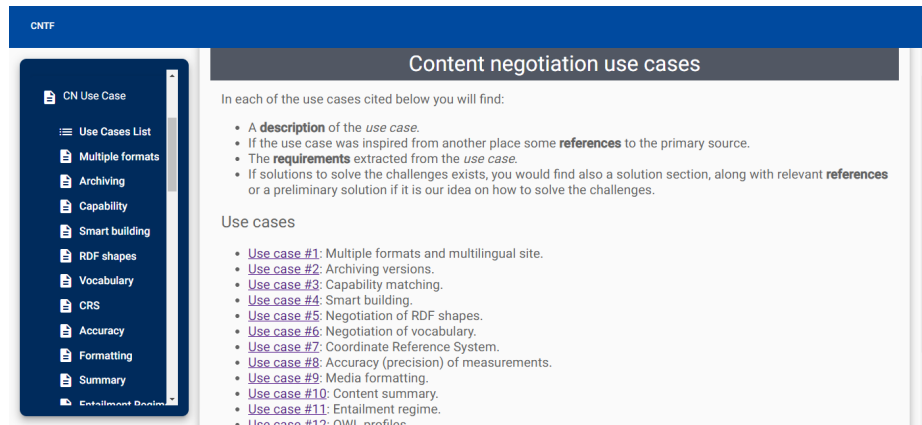 CNTF
CN Use Case
Use Cases List
Multiple formats
Archiving
Capability
Smart building
RDF shapes
Vocabulary
CRS
Accuracy
Formatting
Summary
Entailment Regime
Content negotiation use cases
In each of the use cases cited below you will find:
• A description of the use case.
• If the use case was inspired from another place some references to the primary source.
• The requirements extracted from the use case.
• If solutions to solve the challenges exists, you would find also a solution section, along with relevant references
or a preliminary solution if it is our idea on how to solve the challenges.
Use cases
• Use case #1: Multiple formats and multilingual site.
• Use case #2: Archiving versions.
• Use case #3: Capability matching.
• Use case #4: Smart building.
• Use case #5: Negotiation of RDF shapes.
• Use case #6: Negotiation of vocabulary.
• Use case #7: Coordinate Reference System.
• Use case #8: Accuracy (precision) of measurements.
• Use case #9: Media formatting.
• Use case #10: Content summary.
• Use case #11: Entailment regime.
• Use case #12: OWL profiles.